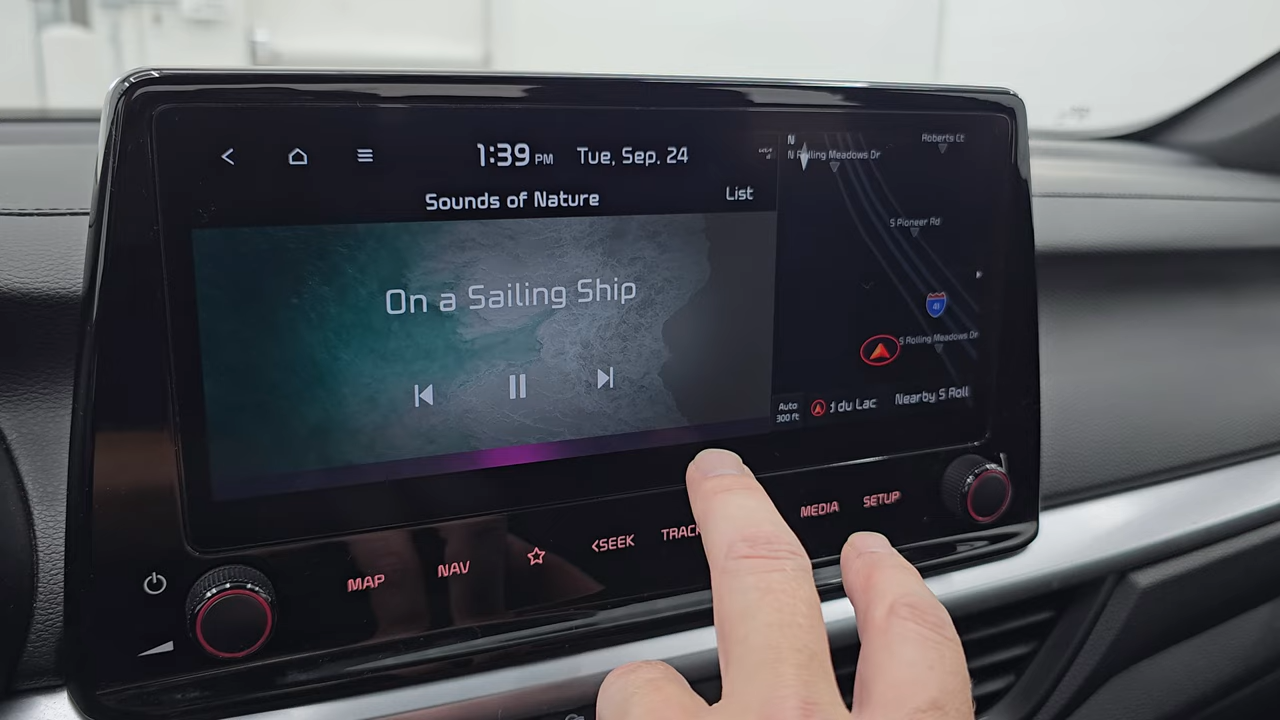 1:39 PM Tue, Sep. 24
Sounds of Nature
List
On a Sailing Ship
N
N Rolling Meadows Dr
Roberts Ct
S Pioneer Rd
41
S Rolling Meadows Dr
Auto
300 ft
d du Lac
Nearby S Roll
MAP
NAV
<SEEK
TRACK
MEDIA
SETUP